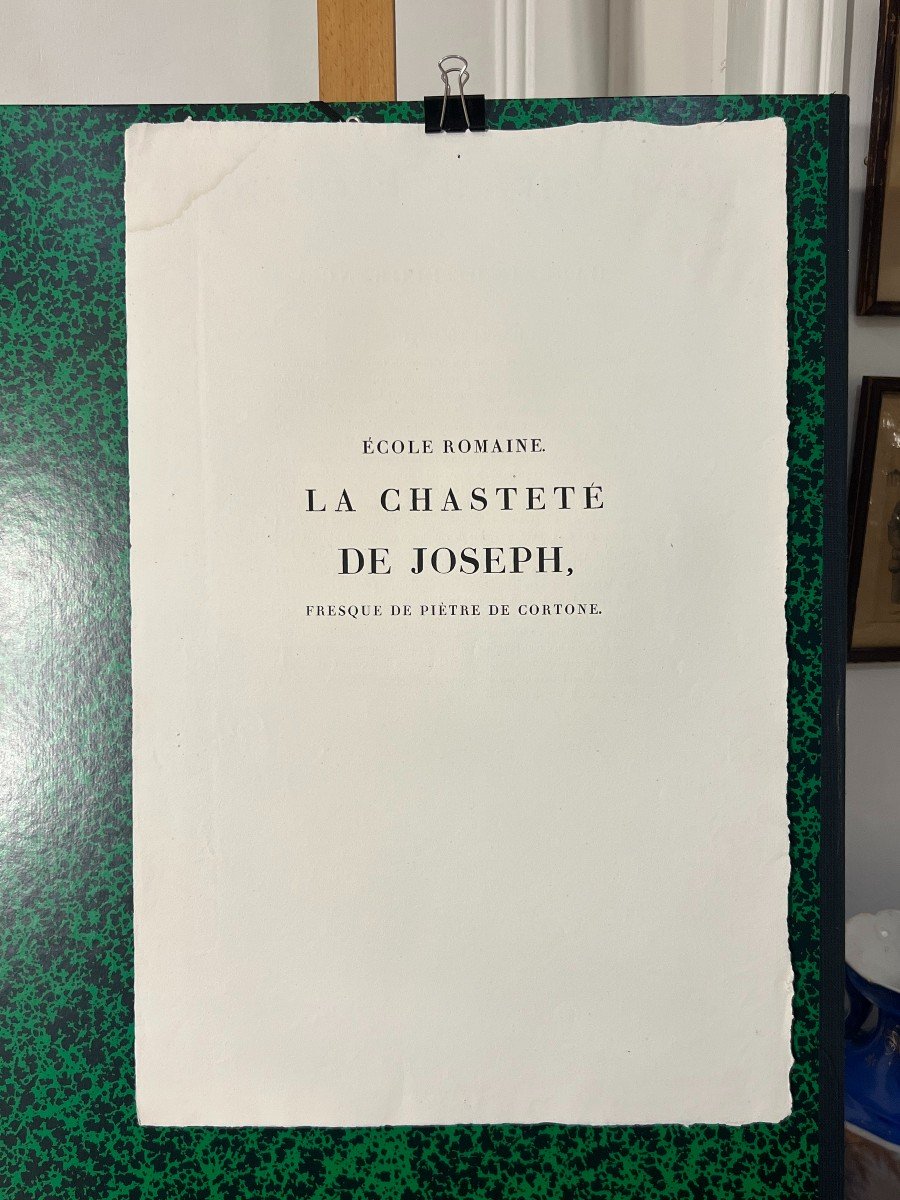 ÉCOLE ROMAINE.
LA CHASTETÉ
DE JOSEPH,
FRESQUE DE PIÈTRE DE CORTONE.